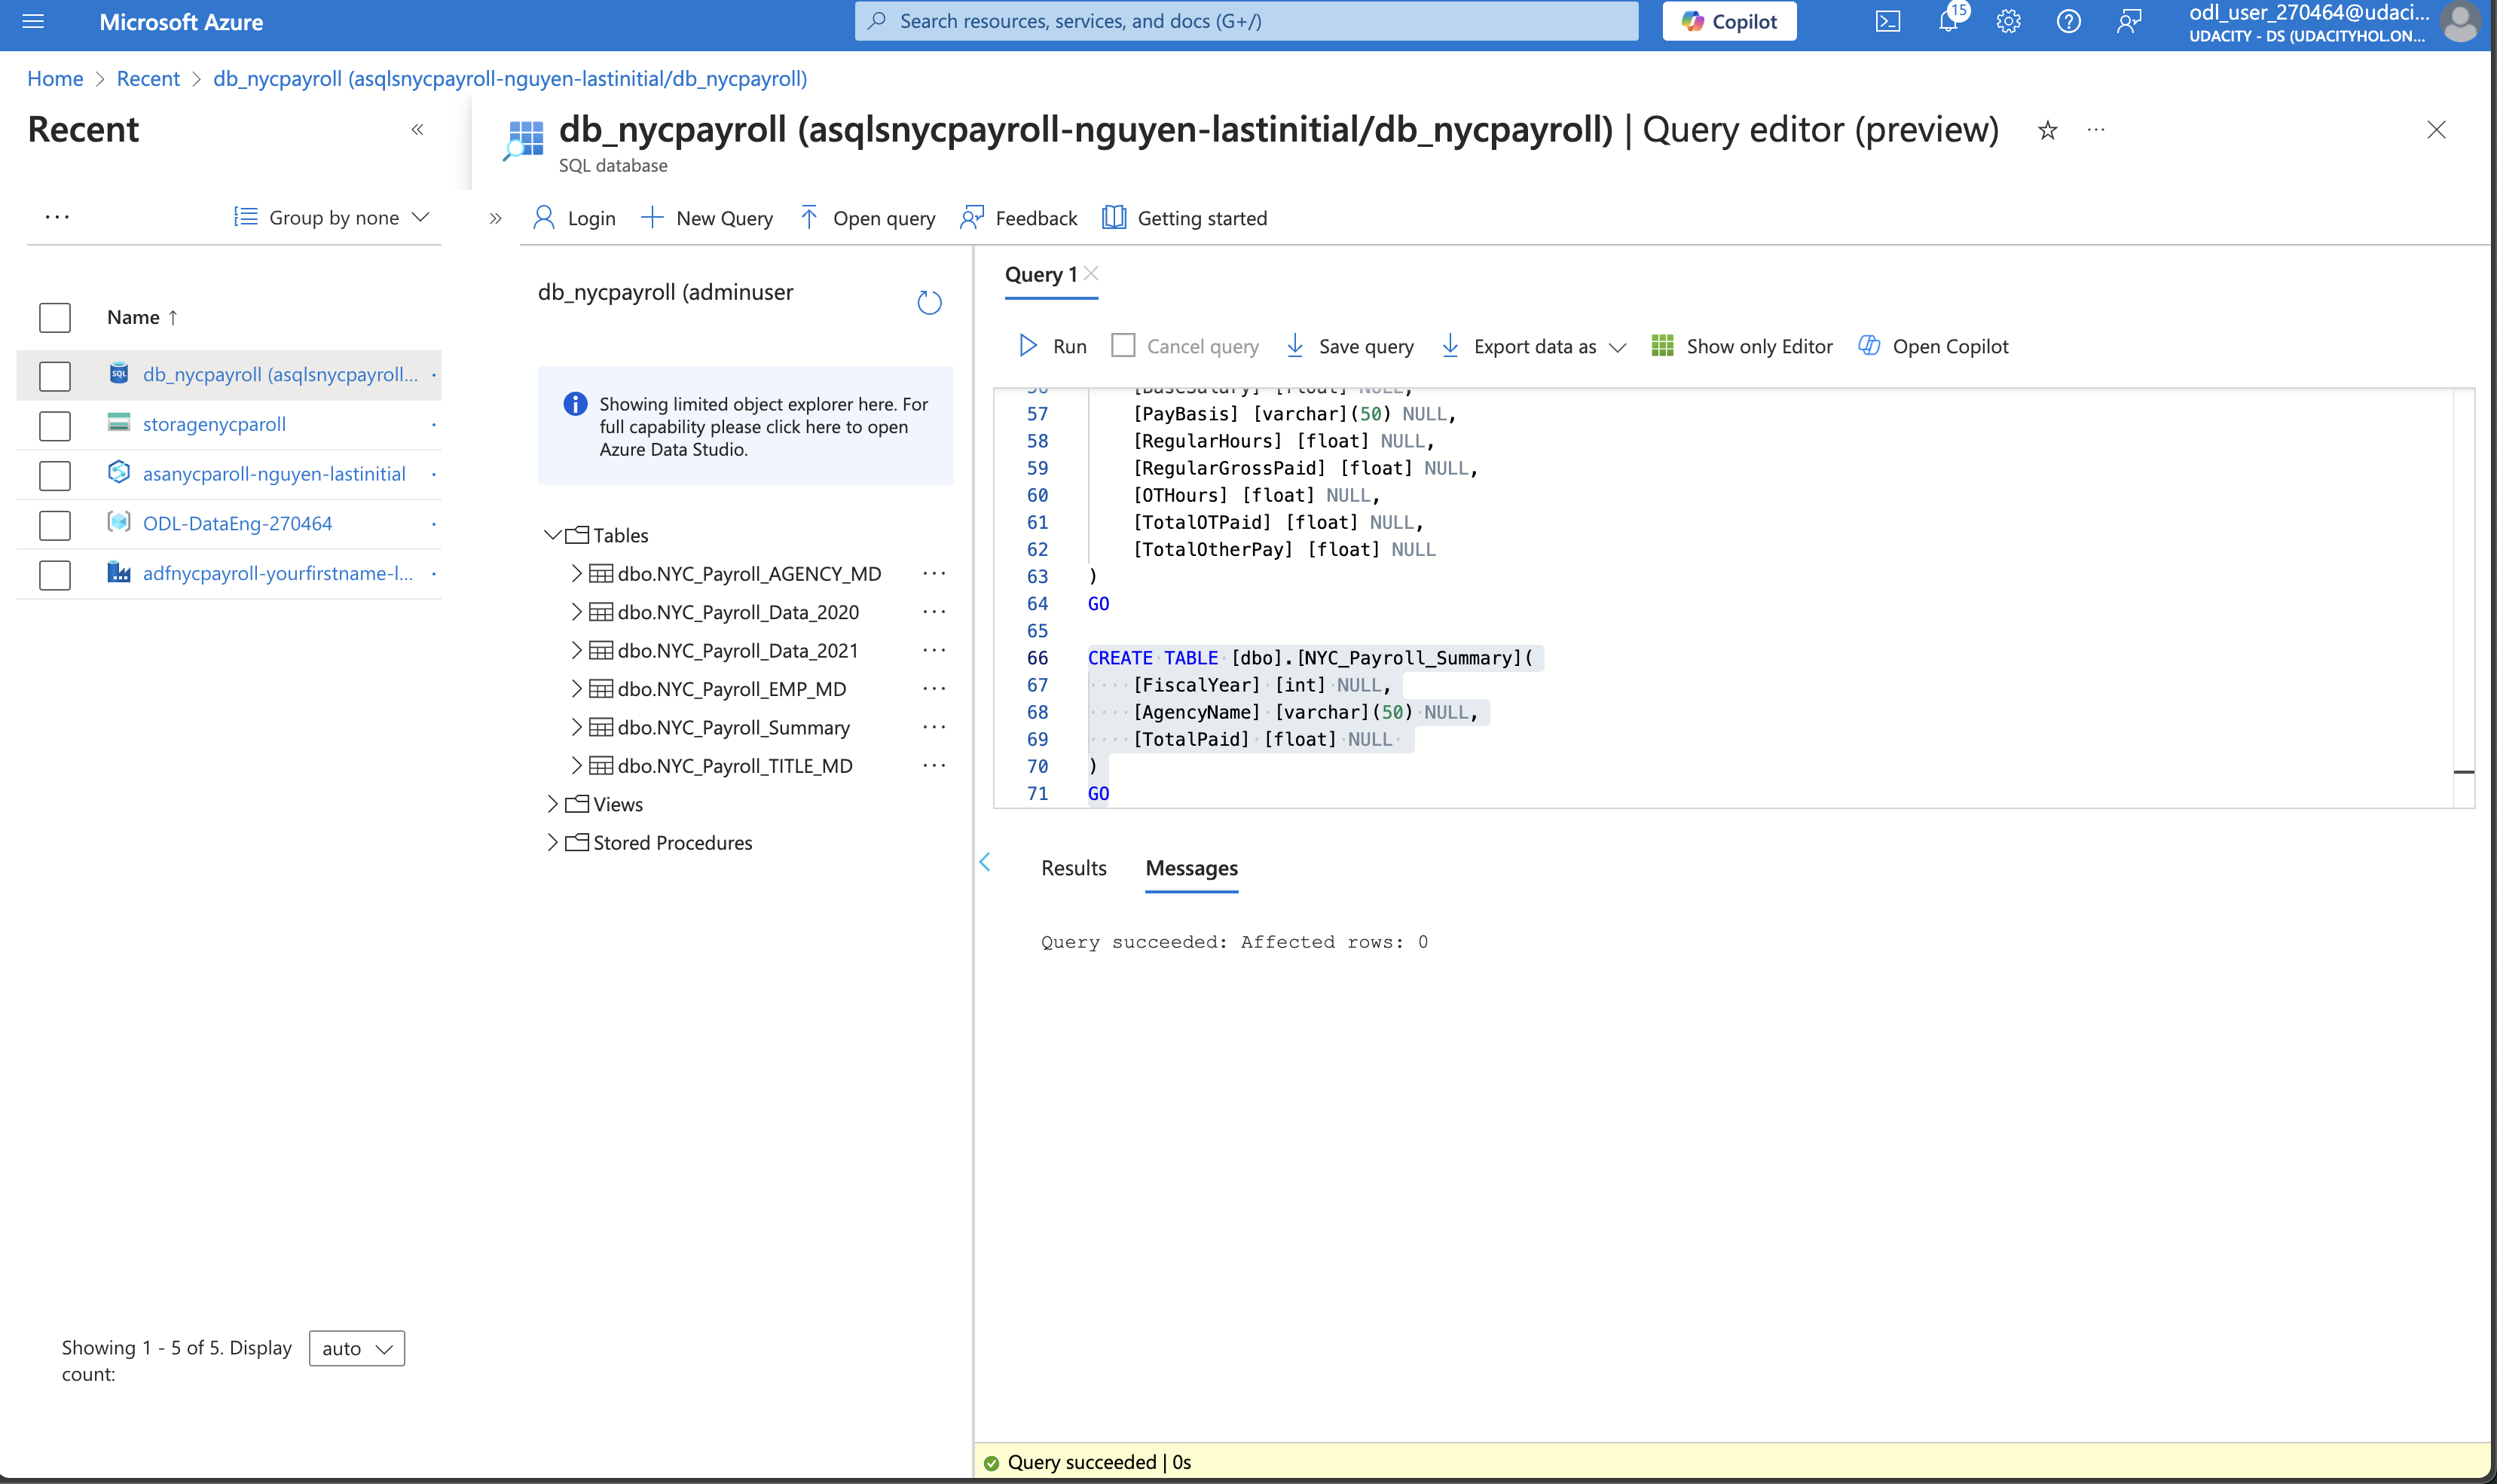 Microsoft Azure
Search resources, services, and docs (G+/)
Copilot
15
odl_user_270464@udaci...
UDACITY - DS (UDACITYHOL.ON...
Home > Recent > db_nycpayroll (asqlsnycpayroll-nguyen-lastinitial/db_nycpayroll)
Recent
«
db_nycpayroll (asqlsnycpayroll-nguyen-lastinitial/db_nycpayroll) | Query editor (preview)
SQL database
Group by none
»
Login
New Query
Open query
Feedback
Getting started
Name ↑
db_nycpayroll (asqlsnycpayroll...
storagenycparoll
asanycparoll-nguyen-lastinitial
ODL-DataEng-270464
adfnycpayroll-yourfirstname-l...
Showing 1 - 5 of 5. Display
count:
auto
db_nycpayroll (adminuser
Showing limited object explorer here. For
full capability please click here to open
Azure Data Studio.
Tables
dbo.NYC_Payroll_AGENCY_MD
dbo.NYC_Payroll_Data_2020
dbo.NYC_Payroll_Data_2021
dbo.NYC_Payroll_EMP_MD
dbo.NYC_Payroll_Summary
dbo.NYC_Payroll_TITLE_MD
Views
Stored Procedures
Query 1
Run
Cancel query
Save query
Export data as
Show only Editor
Open Copilot
56 [BaseSalary] [float] NULL,
57 [PayBasis] [varchar](50) NULL,
58 [RegularHours] [float] NULL,
59 [RegularGrossPaid] [float] NULL,
60 [OTHours] [float] NULL,
61 [TotalOTPaid] [float] NULL,
62 [TotalOtherPay] [float] NULL
63 )
64 GO
65
66 CREATE TABLE [dbo].[NYC_Payroll_Summary](
67 [FiscalYear] [int] NULL,
68 [AgencyName] [varchar](50) NULL,
69 [TotalPaid] [float] NULL
70 )
71 GO
Results
Messages
Query succeeded: Affected rows: 0
Query succeeded | 0s